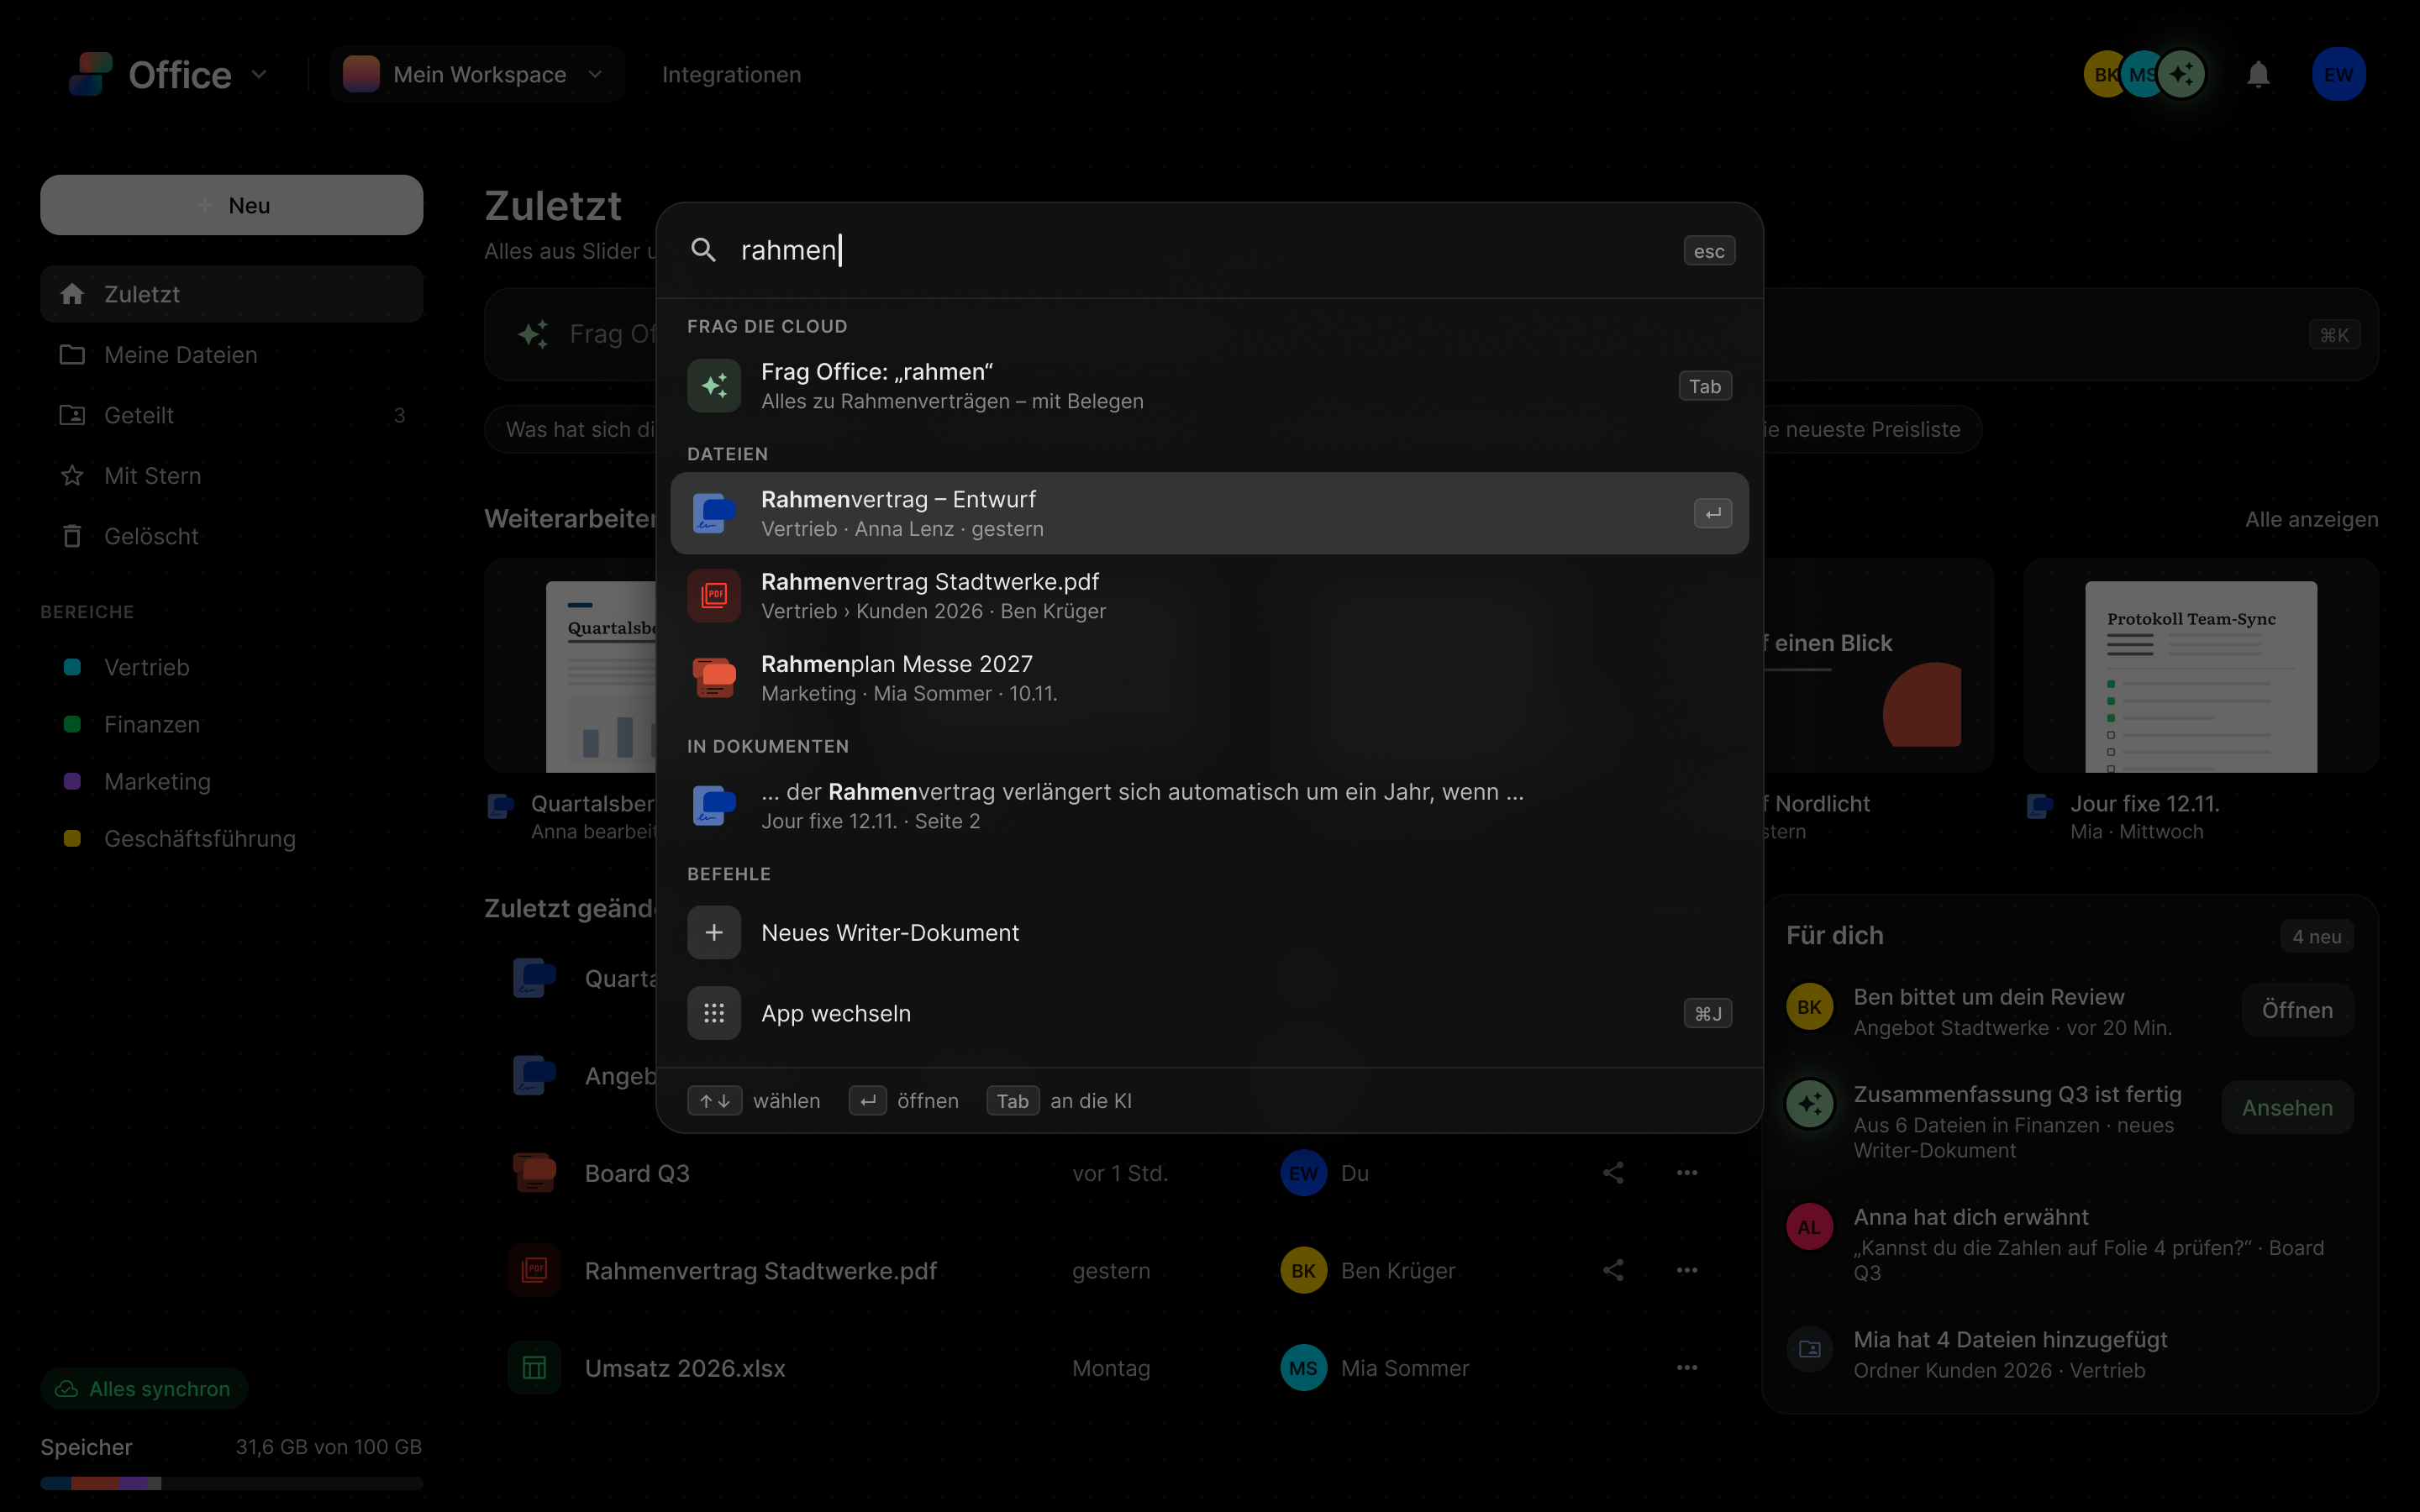 Office
Mein Workspace
Integrationen
BK
MS
EW
Neu
Zuletzt
Meine Dateien
Geteilt 3
Mit Stern
Gelöscht
BEREICHE
Vertrieb
Finanzen
Marketing
Geschäftsführung
Alles synchron
Speicher 31,6 GB von 100 GB
Zuletzt
Alles aus Slider
Frag
⌘K
Was hat sich
neueste Preisliste
Weiterarbeiten
Alle anzeigen
rahmen
esc
FRAG DIE CLOUD
Frag Office: „rahmen“
Alles zu Rahmenverträgen – mit Belegen
Tab
DATEIEN
Rahmenvertrag – Entwurf
Vertrieb · Anna Lenz · gestern
Rahmenvertrag Stadtwerke.pdf
Vertrieb › Kunden 2026 · Ben Krüger
PDF
Rahmenplan Messe 2027
Marketing · Mia Sommer · 10.11.
IN DOKUMENTEN
... der Rahmenvertrag verlängert sich automatisch um ein Jahr, wenn ...
Jour fixe 12.11. · Seite 2
BEFEHLE
Neues Writer-Dokument
App wechseln
⌘J
↑↓ wählen ↵ öffnen Tab an die KI
Quartalsbe
einen Blick
Protokoll Team-Sync
Quartalsber
Anna bearbeit
Nordlicht
Jour fixe 12.11.
Mia · Mittwoch
Zuletzt geänd
Quarta
Angeb
Board Q3 vor 1 Std. EW Du
PDF Rahmenvertrag Stadtwerke.pdf gestern BK Ben Krüger
Umsatz 2026.xlsx Montag MS Mia Sommer
Für dich 4 neu
BK
Ben bittet um dein Review
Angebot Stadtwerke · vor 20 Min.
Öffnen
Zusammenfassung Q3 ist fertig
Aus 6 Dateien in Finanzen · neues
Writer-Dokument
Ansehen
AL
Anna hat dich erwähnt
„Kannst du die Zahlen auf Folie 4 prüfen?“ · Board
Q3
Mia hat 4 Dateien hinzugefügt
Ordner Kunden 2026 · Vertrieb